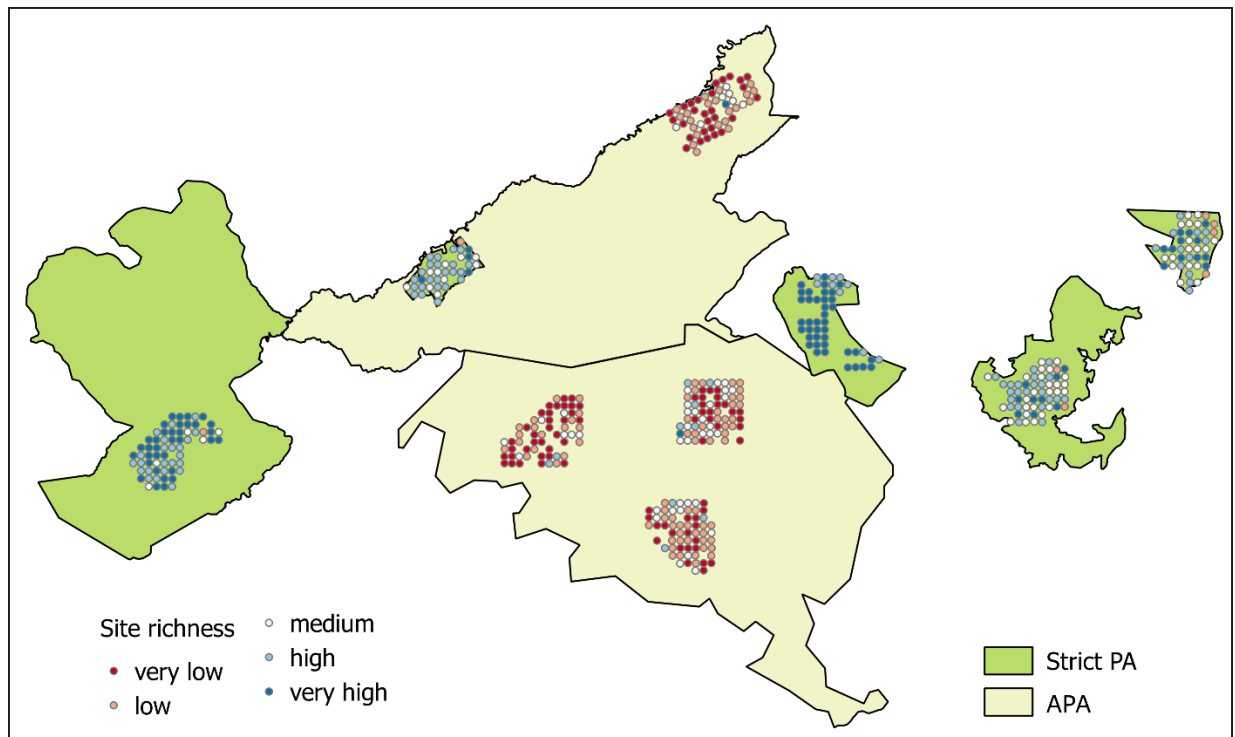 Site richness
very low
low
medium
high
very high
Strict PA
APA